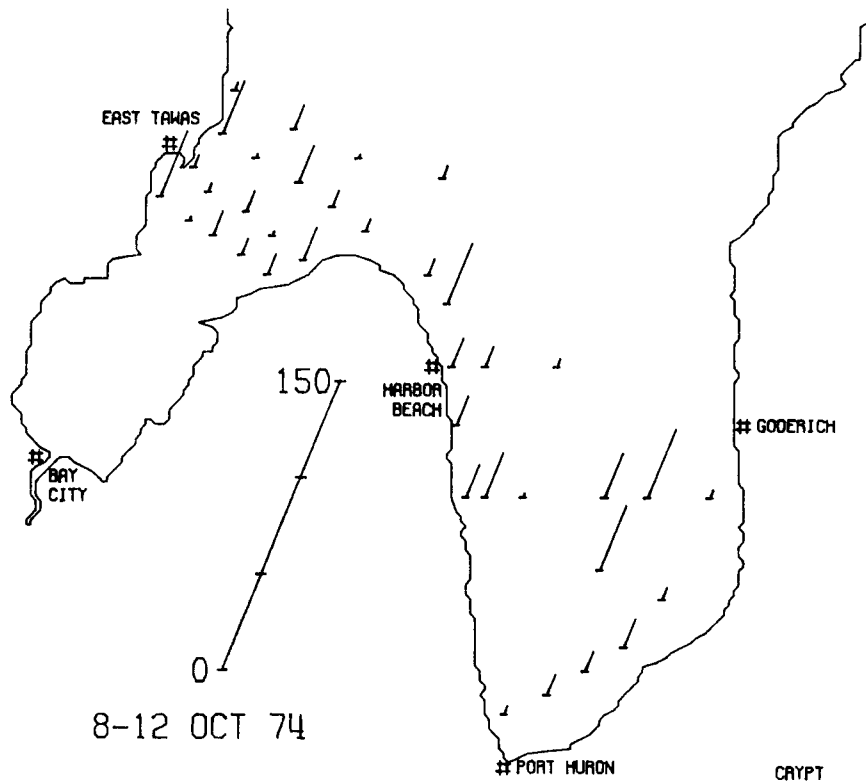 EAST TAWAS
150
HARBOR
BEACH
GODERICH
BAY
CITY
0
8-12 OCT 74
PORT HURON
CRYPT